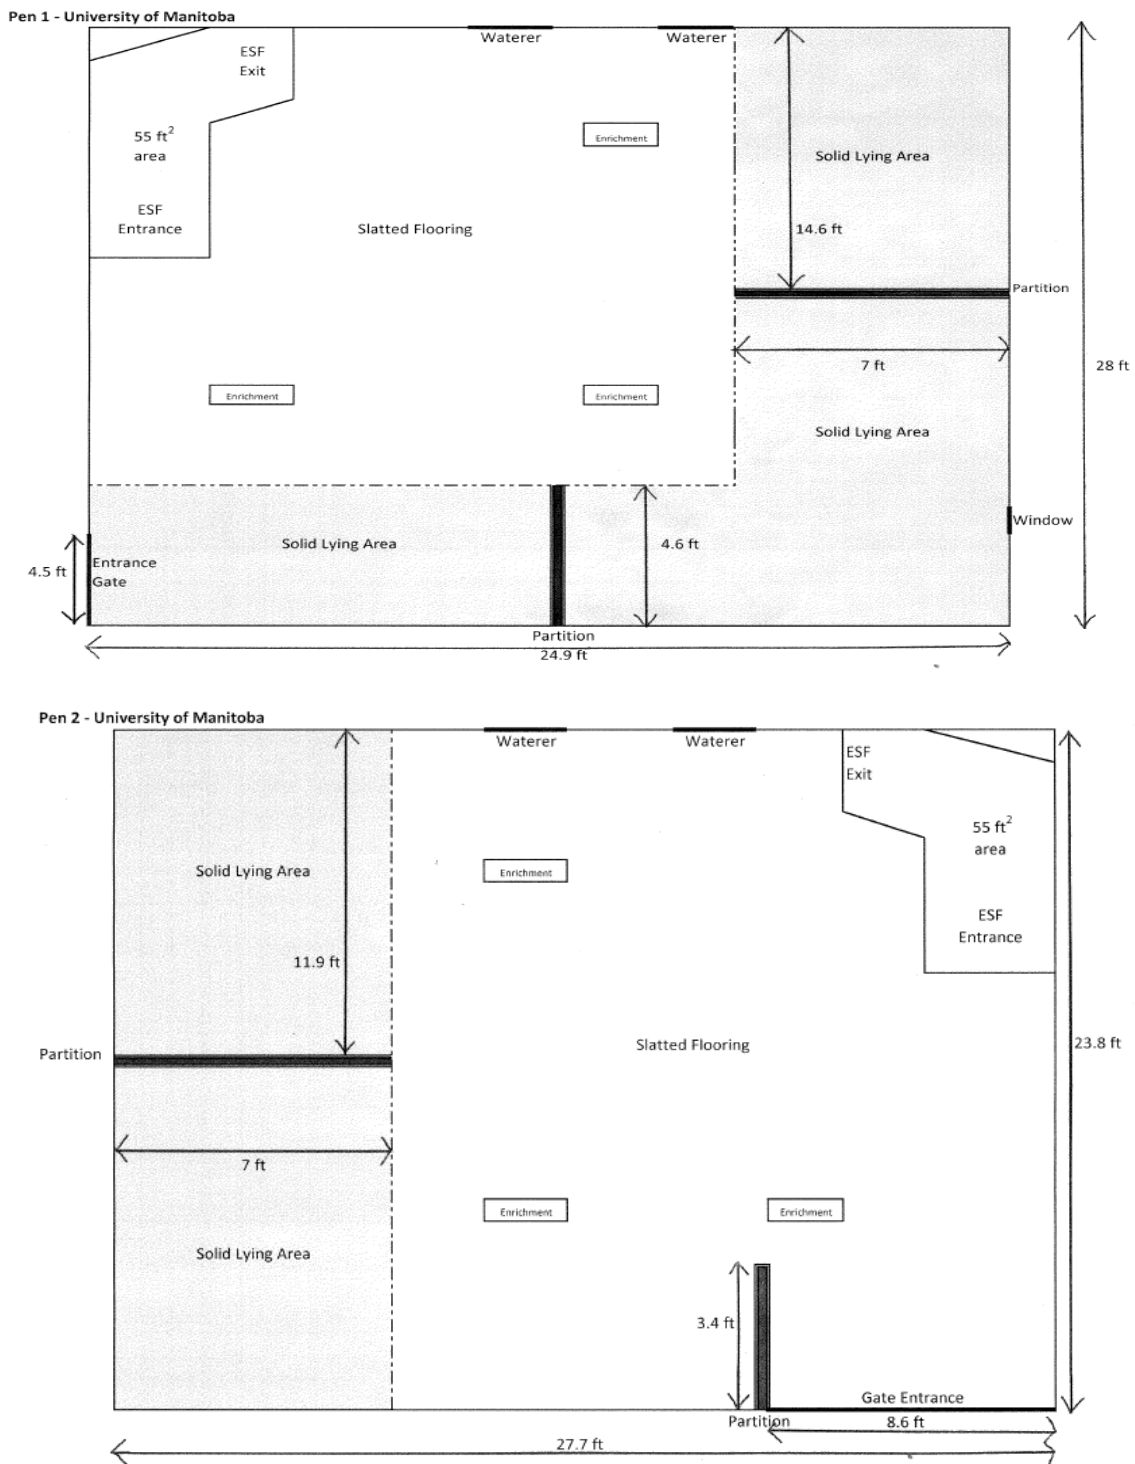 Pen 1 - University of Manitoba
Waterer
Waterer
ESF
Exit
55 ft²
area
ESF
Entrance
Enrichment
Solid Lying Area
Slatted Flooring
14.6 ft
Partition
7 ft
28 ft
Enrichment
Enrichment
Solid Lying Area
Window
Solid Lying Area
4.6 ft
4.5 ft
Entrance
Gate
Partition
24.9 ft
Pen 2 - University of Manitoba
Waterer
Waterer
ESF
Exit
55 ft²
area
ESF
Entrance
Solid Lying Area
Enrichment
11.9 ft
Partition
Slatted Flooring
23.8 ft
7 ft
Enrichment
Enrichment
Solid Lying Area
3.4 ft
Gate Entrance
Partition
8.6 ft
27.7 ft